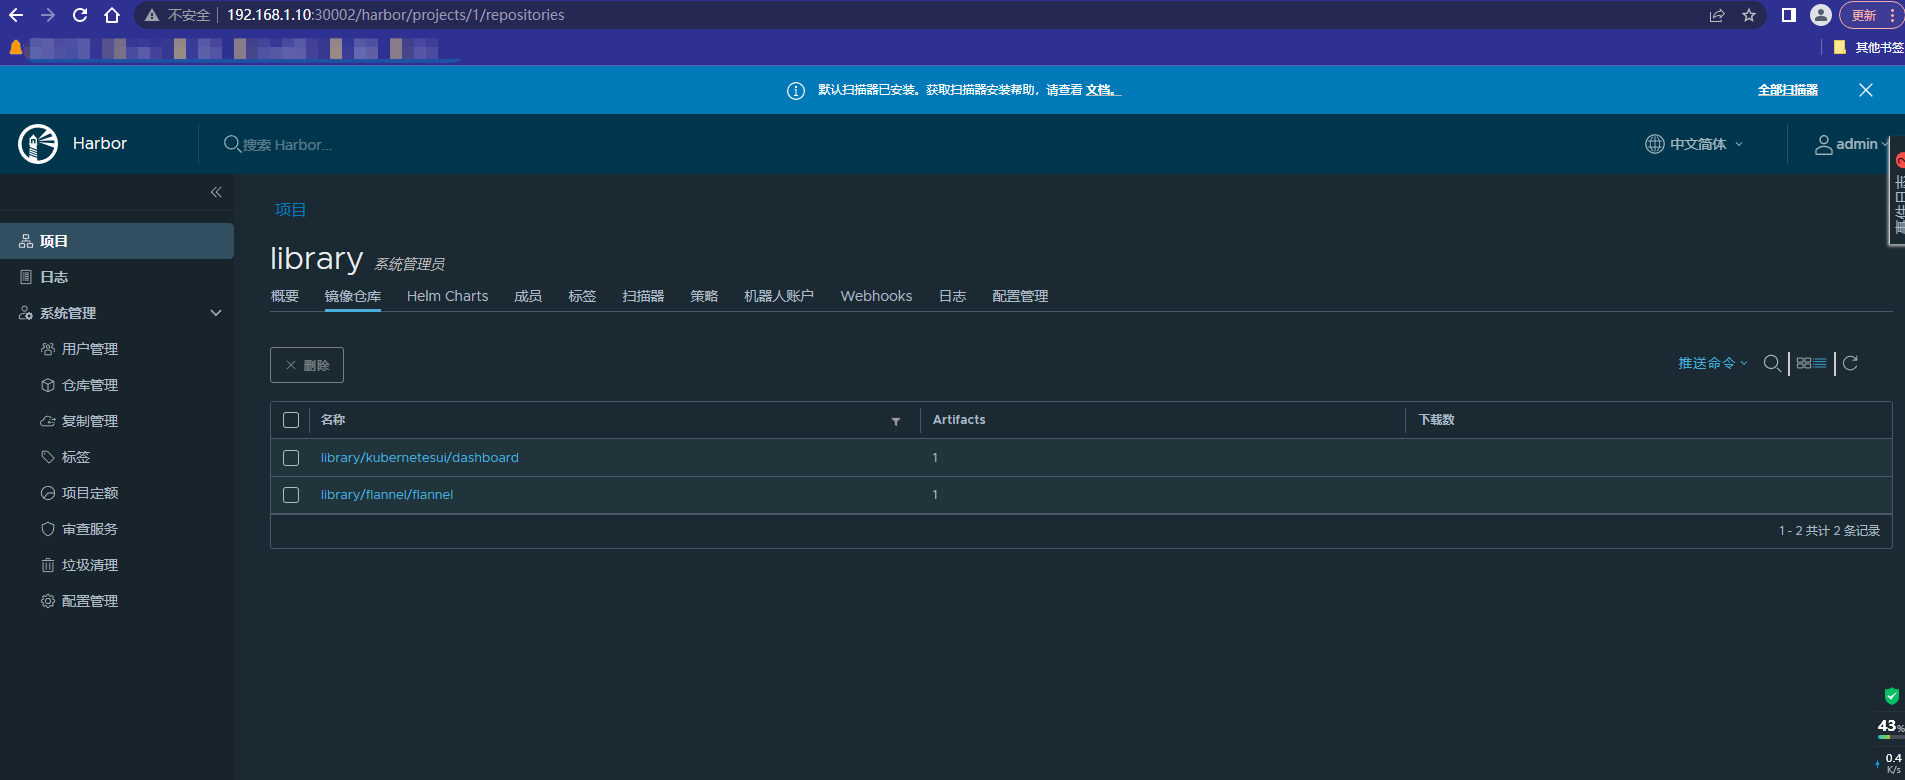 不安全 192.168.1.10:30002/harbor/projects/1/repositories 更新
其他书签
默认扫描器已安装。获取扫描器安装帮助，请查看 文档。 全部扫描器
Harbor 搜索 Harbor... 中文简体 admin
事件日志 2
项目
项目
日志
系统管理
用户管理
仓库管理
复制管理
标签
项目定额
审查服务
垃圾清理
配置管理
library 系统管理员
概要 镜像仓库 Helm Charts 成员 标签 扫描器 策略 机器人账户 Webhooks 日志 配置管理
删除 推送命令
名称 Artifacts 下载数
library/kubernetesui/dashboard 1
library/flannel/flannel 1
1 - 2 共计 2 条记录
43%
0.4
K/s